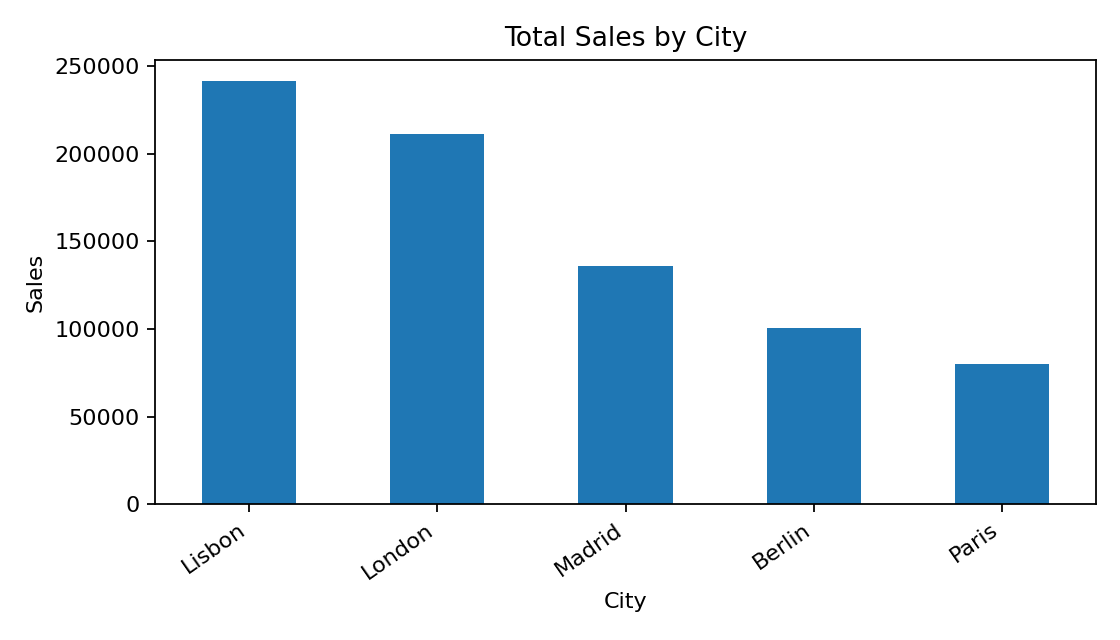 Total Sales by City
250000
200000
150000
100000
50000
0
Sales
Lisbon
London
Madrid
Berlin
Paris
City